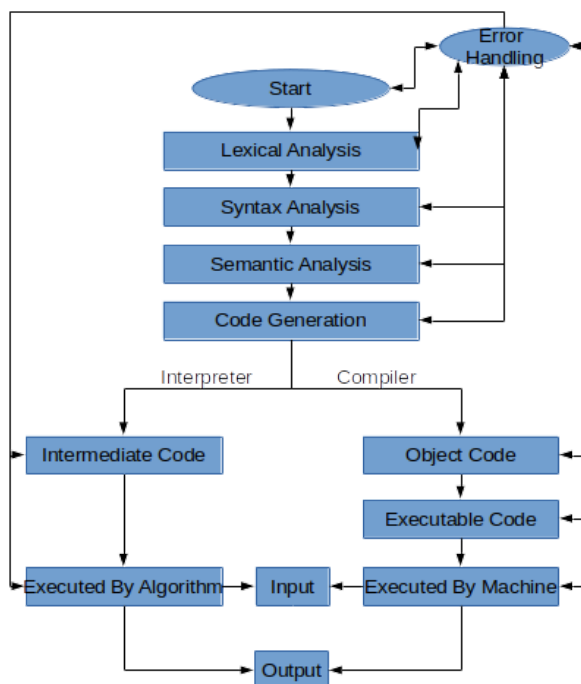 Error
Handling
Start
Lexical Analysis
Syntax Analysis
Semantic Analysis
Code Generation
Interpreter
Compiler
Intermediate Code
Object Code
Executable Code
Executed By Algorithm
Input
Executed By Machine
Output